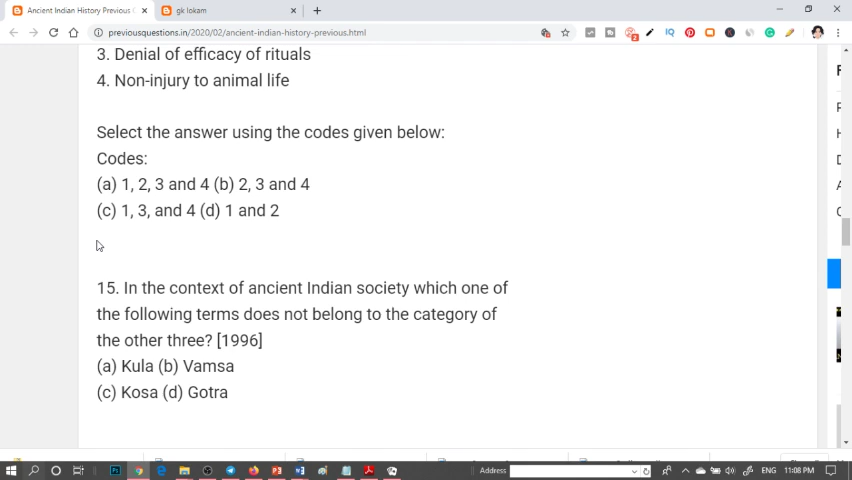 Ancient Indian History Previous
gk lokam
previousquestions.in/2020/02/ancient-indian-history-previous.html
3. Denial of efficacy of rituals
4. Non-injury to animal life
Select the answer using the codes given below:
Codes:
(a) 1, 2, 3 and 4 (b) 2, 3 and 4
(c) 1, 3, and 4 (d) 1 and 2
15. In the context of ancient Indian society which one of
the following terms does not belong to the category of
the other three? [1996]
(a) Kula (b) Vamsa
(c) Kosa (d) Gotra
Address
ENG
11:08 PM